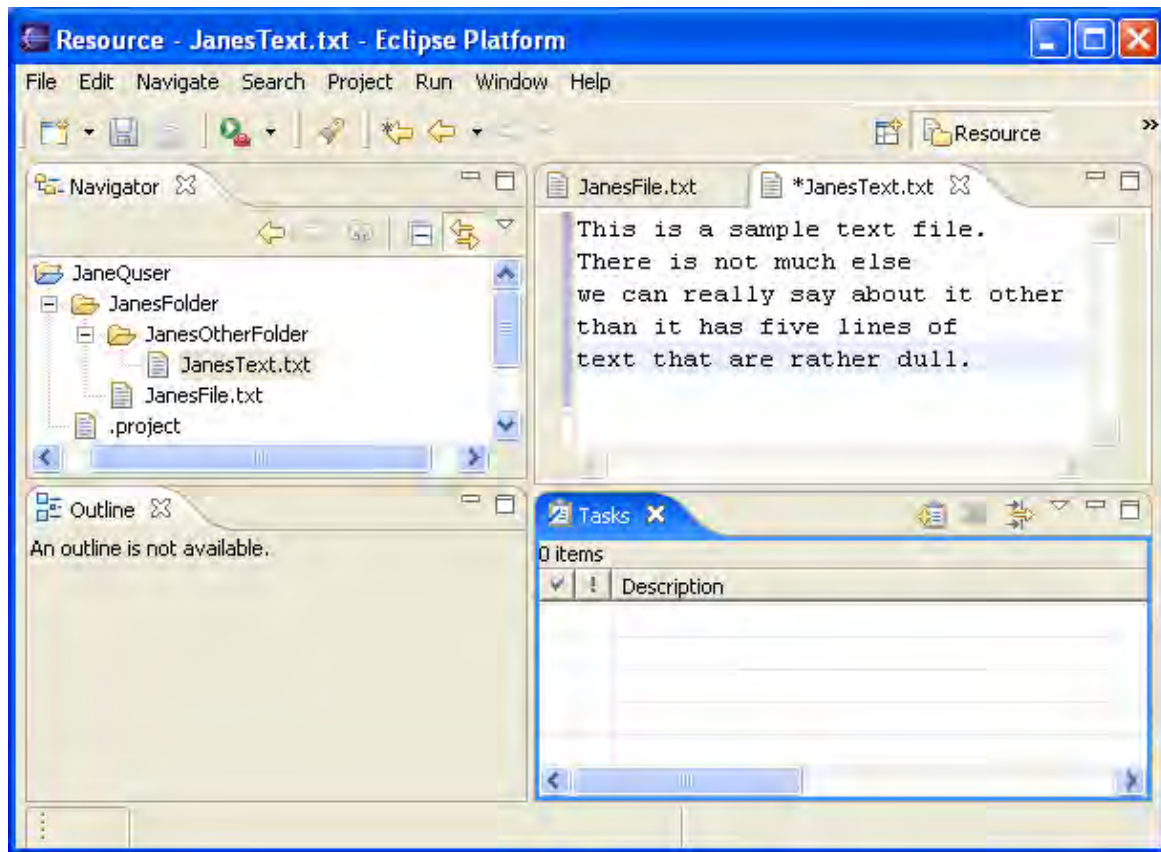 Resource - JanesText.txt - Eclipse Platform
File Edit Navigate Search Project Run Window Help
Resource
Navigator
JaneQuser
JanesFolder
JanesOtherFolder
JanesText.txt
JanesFile.txt
.project
JanesFile.txt *JanesText.txt
This is a sample text file.
There is not much else
we can really say about it other
than it has five lines of
text that are rather dull.
Outline
An outline is not available.
Tasks
0 items
! Description